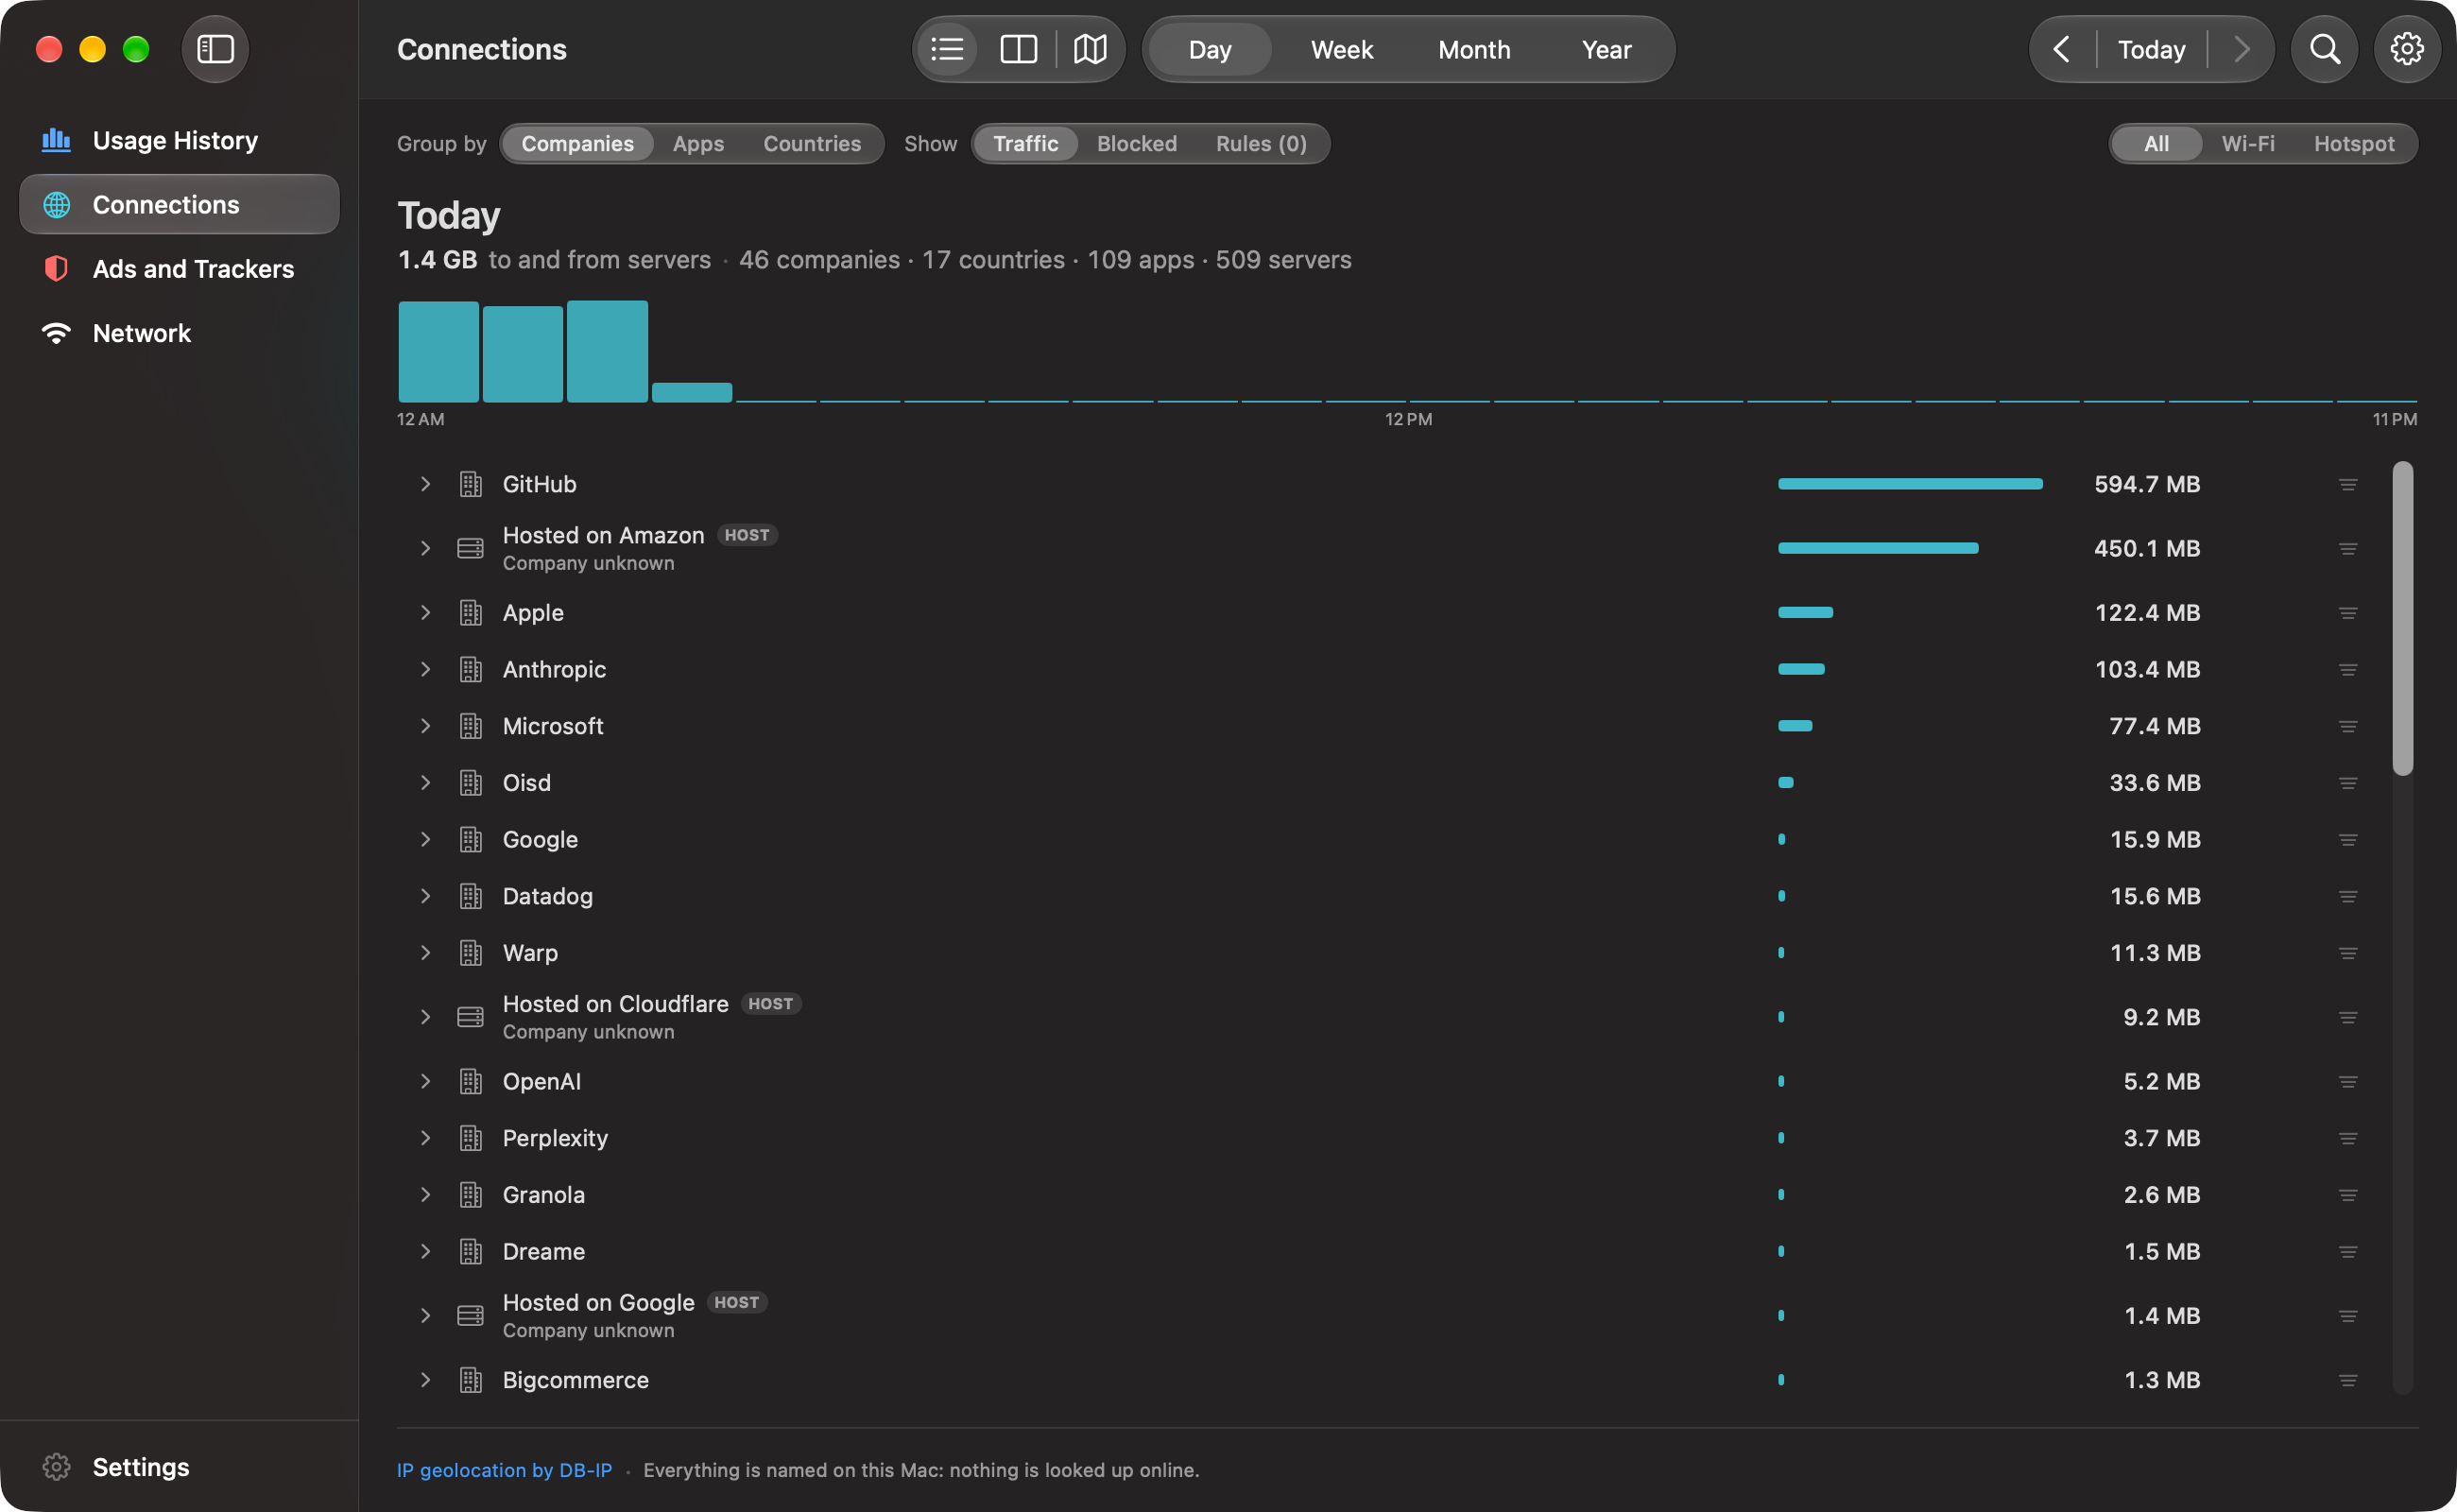 Connections
Day Week Month Year
Today
Usage History
Connections
Ads and Trackers
Network
Settings
Group by Companies Apps Countries Show Traffic Blocked Rules (0)
All Wi-Fi Hotspot
Today
1.4 GB to and from servers · 46 companies · 17 countries · 109 apps · 509 servers
12 AM 12 PM 11 PM
GitHub 594.7 MB
Hosted on Amazon HOST 450.1 MB
Company unknown
Apple 122.4 MB
Anthropic 103.4 MB
Microsoft 77.4 MB
Oisd 33.6 MB
Google 15.9 MB
Datadog 15.6 MB
Warp 11.3 MB
Hosted on Cloudflare HOST 9.2 MB
Company unknown
OpenAI 5.2 MB
Perplexity 3.7 MB
Granola 2.6 MB
Dreame 1.5 MB
Hosted on Google HOST 1.4 MB
Company unknown
Bigcommerce 1.3 MB
IP geolocation by DB-IP · Everything is named on this Mac: nothing is looked up online.